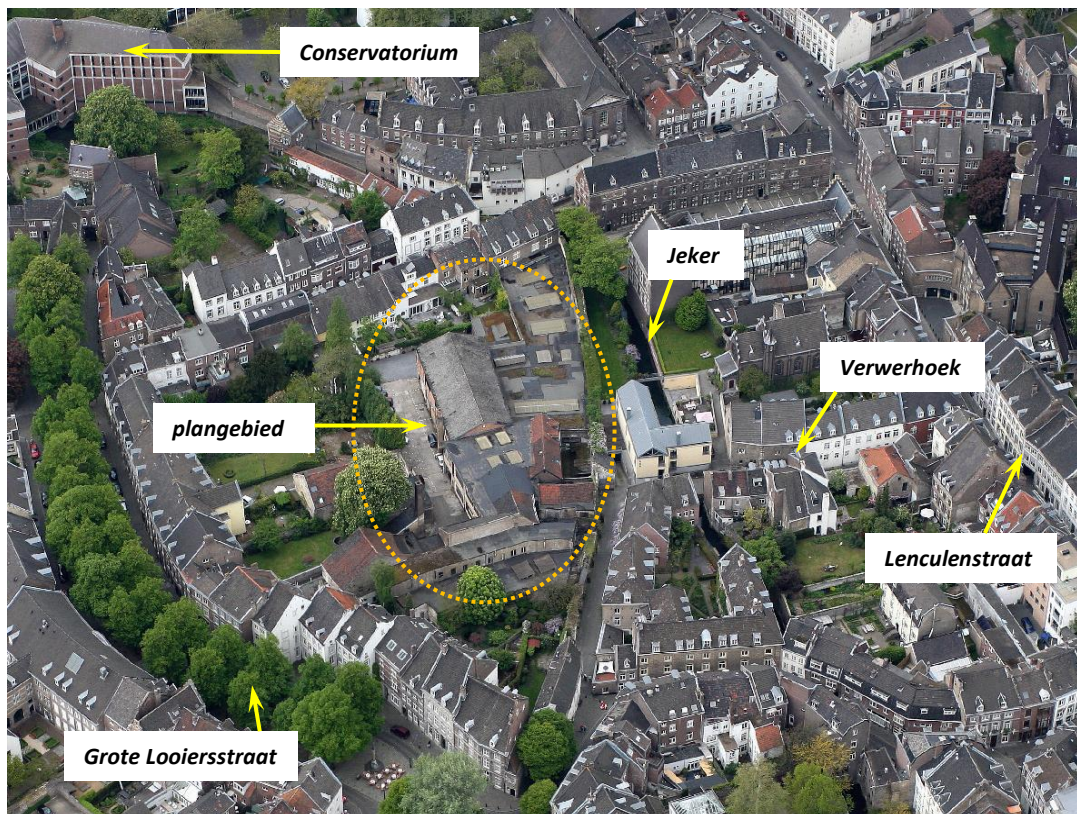 Conservatorium
Jeker
Verwerhoek
plangebied
Lenculenstraat
Grote Looiersstraat